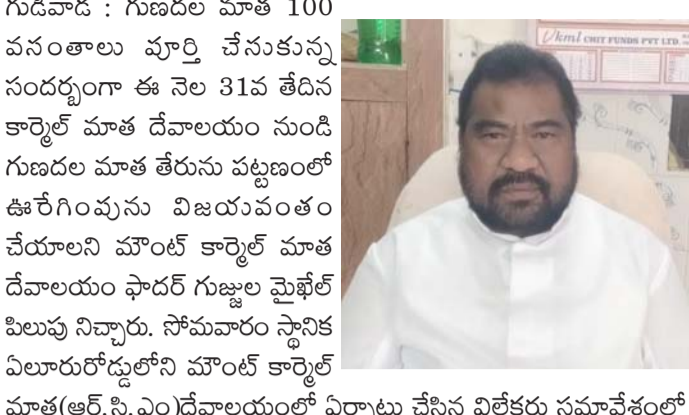 గుడివాడ : గుణదల మాత 100
వసంతాలు పూర్తి చేసుకున్న
సందర్భంగా ఈ నెల 31వ తేదిన
కార్మెల్ మాత దేవాలయం నుండి
గుణదల మాత తేరును పట్టణంలో
ఊరేగింపును విజయవంతం
చేయాలని మౌంట్ కార్మెల్ మాత
దేవాలయం ఫాదర్ గుజ్జుల మైఖేల్
పిలుపు నిచ్చారు. సోమవారం స్థానిక
ఏలూరురోడ్డులోని మౌంట్ కార్మెల్
మాత(ఆర్.సి.ఎం)దేవాలయంలో ఏర్పాటు చేసిన విలేకర్లు సమావేశంలో
kml CHIT FUNDS PVT LTD.